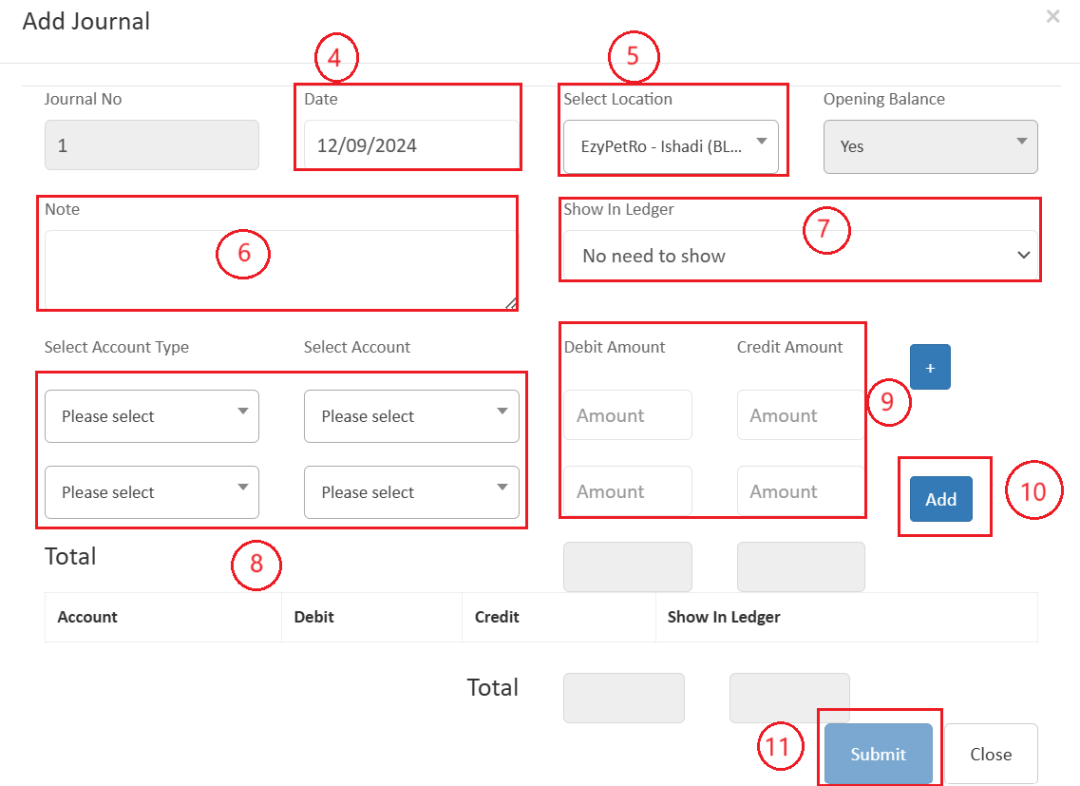 Add Journal
×
4
5
Journal No
Date
Select Location
Opening Balance
1
12/09/2024
EzyPetRo - Ishadi (BL...
Yes
Note
Show In Ledger
6
7
No need to show
Select Account Type
Select Account
Debit Amount
Credit Amount
+
Please select
Please select
Amount
Amount
9
Please select
Please select
Amount
Amount
Add
10
Total
8
Account
Debit
Credit
Show In Ledger
Total
11
Submit
Close